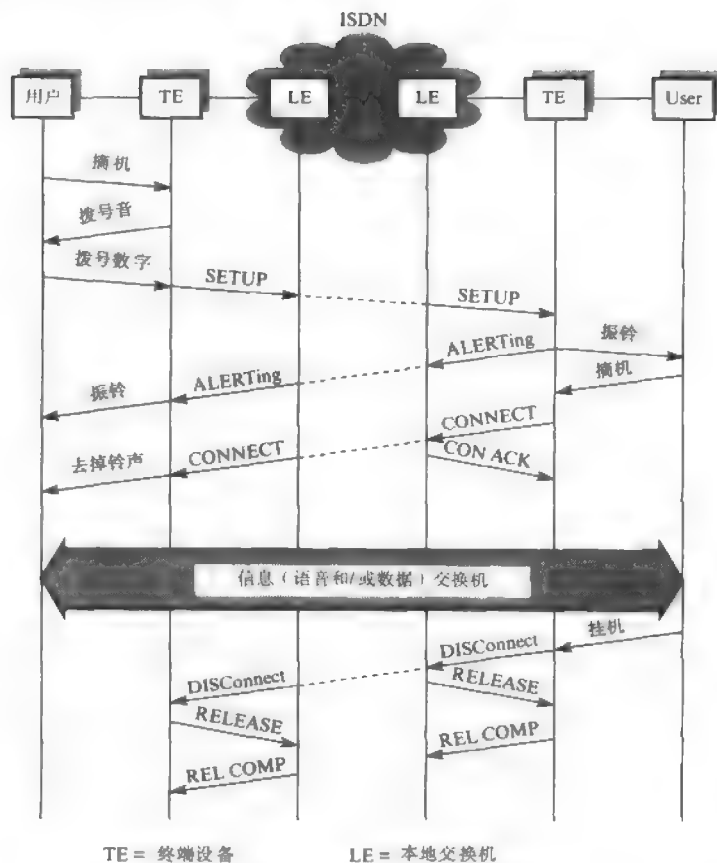 ISDN
用户 TE LE LE TE User
摘机
拨号音
拨号数字 SETUP SETUP
振铃
ALERTing
摘机
ALERTing
振铃
CONNECT
CONNECT
CON ACK
去掉铃声
信息（语音和/或数据）交换机
挂机
DISConnect
DISConnect
RELEASE
RELEASE
REL COMP
REL COMP
TE = 终端设备 LE = 本地交换机